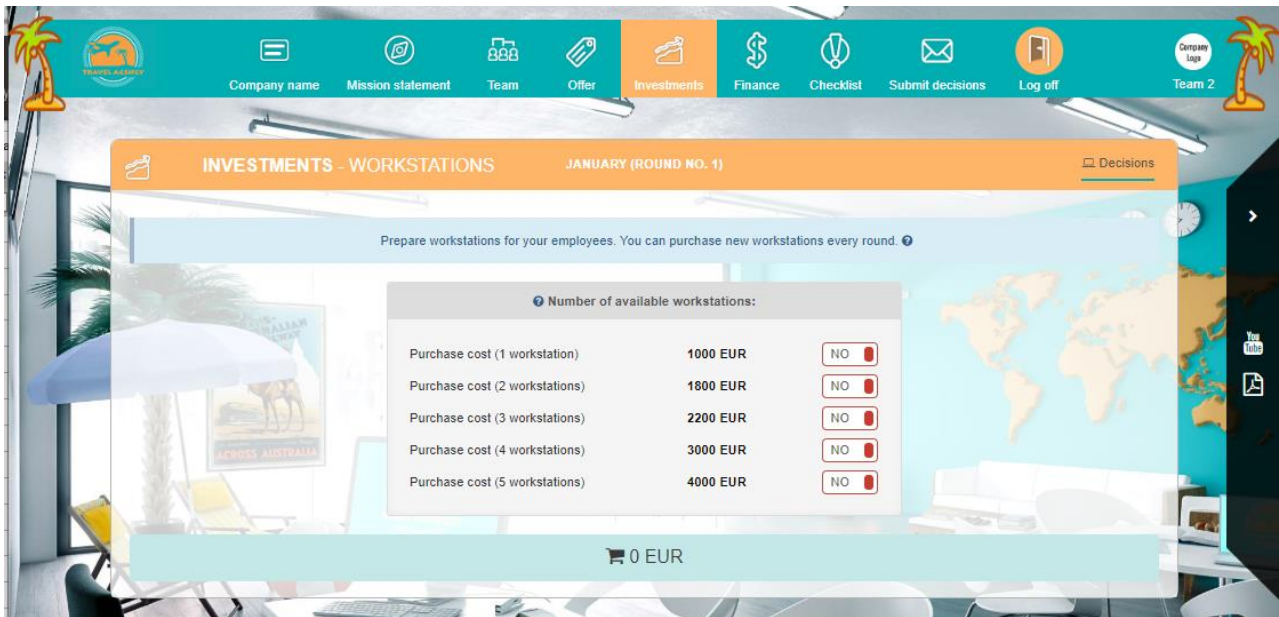 TRAVEL AGENCY
Company name
Mission statement
Team
Offer
Investments
Finance
Checklist
Submit decisions
Log off
Company
Logo
Team 2
INVESTMENTS - WORKSTATIONS
JANUARY (ROUND NO. 1)
Decisions
Prepare workstations for your employees. You can purchase new workstations every round.
Number of available workstations:
Purchase cost (1 workstation) 1000 EUR NO
Purchase cost (2 workstations) 1800 EUR NO
Purchase cost (3 workstations) 2200 EUR NO
Purchase cost (4 workstations) 3000 EUR NO
Purchase cost (5 workstations) 4000 EUR NO
ACROSS AUSTRALIA
You
Tube
0 EUR